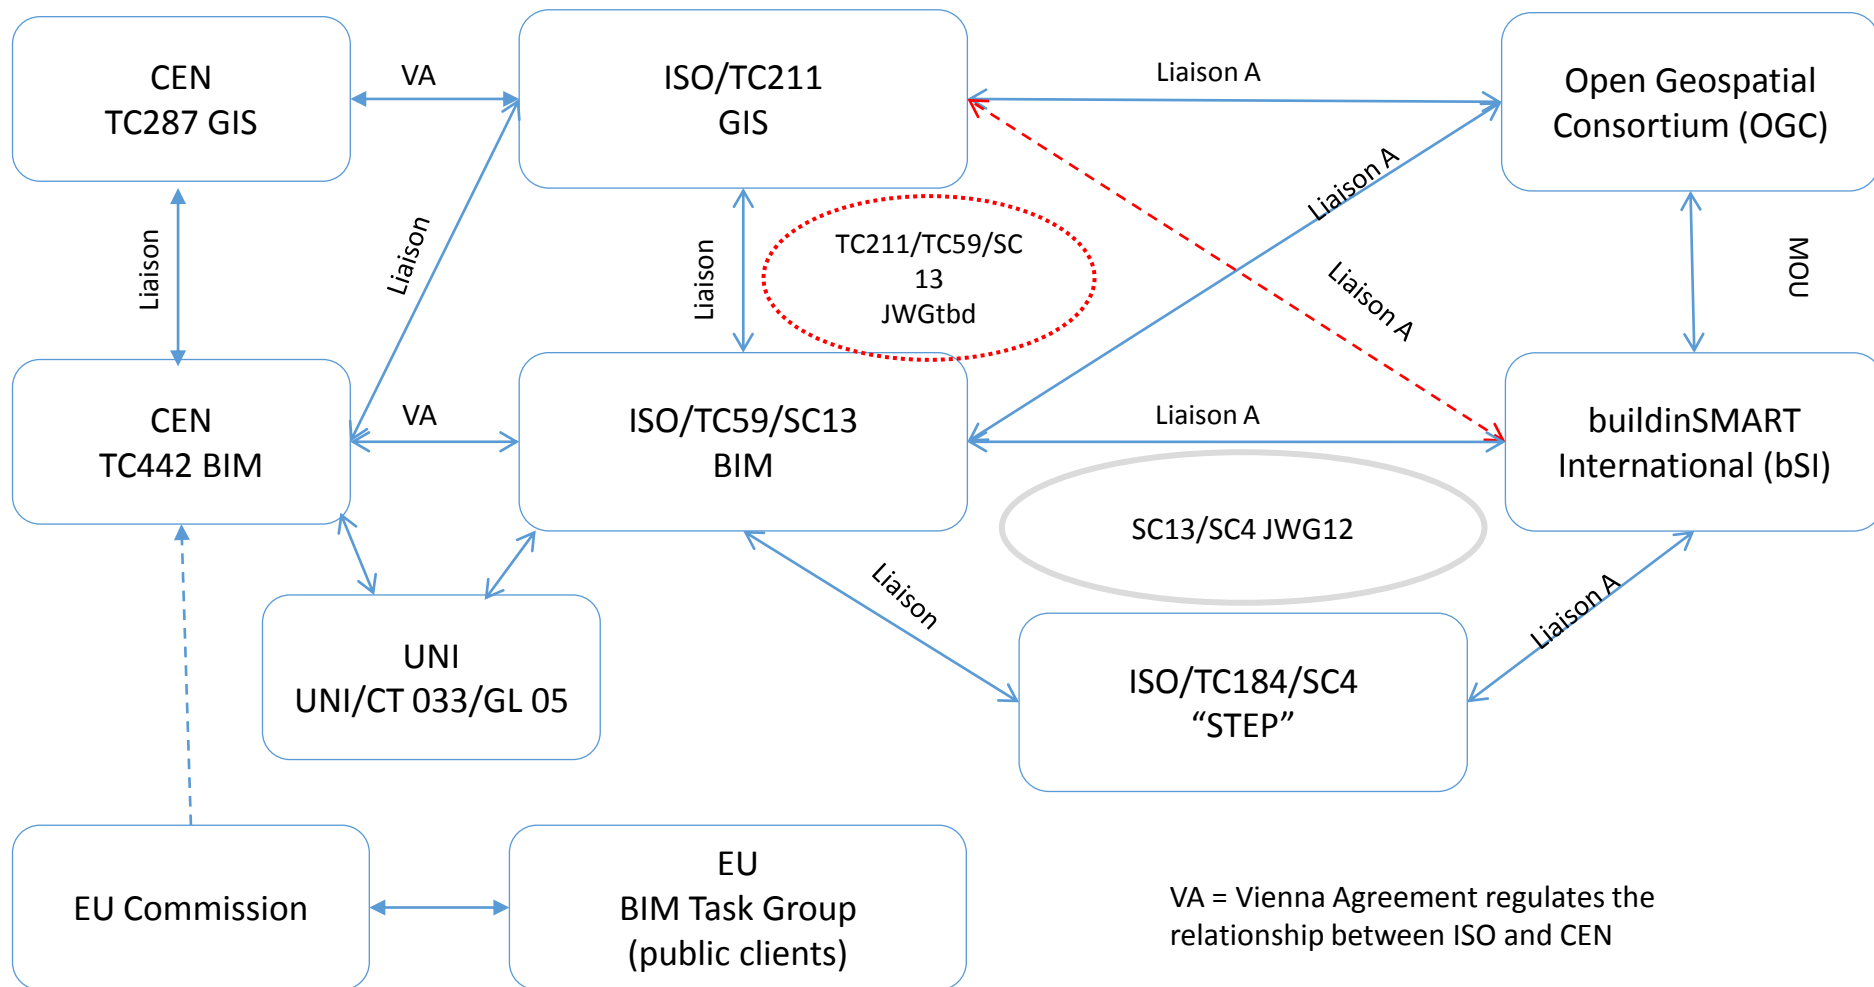 CEN
TC287 GIS
VA
ISO/TC211
GIS
Liaison A
Open Geospatial
Consortium (OGC)
Liaison
Liaison
Liaison
TC211/TC59/SC
13
JWGtbd
Liaison A
Liaison A
MOU
CEN
TC442 BIM
VA
ISO/TC59/SC13
BIM
Liaison A
buildinSMART
International (bSI)
SC13/SC4 JWG12
Liaison
Liaison A
UNI
UNI/CT 033/GL 05
ISO/TC184/SC4
“STEP”
EU Commission
EU
BIM Task Group
(public clients)
VA = Vienna Agreement regulates the
relationship between ISO and CEN